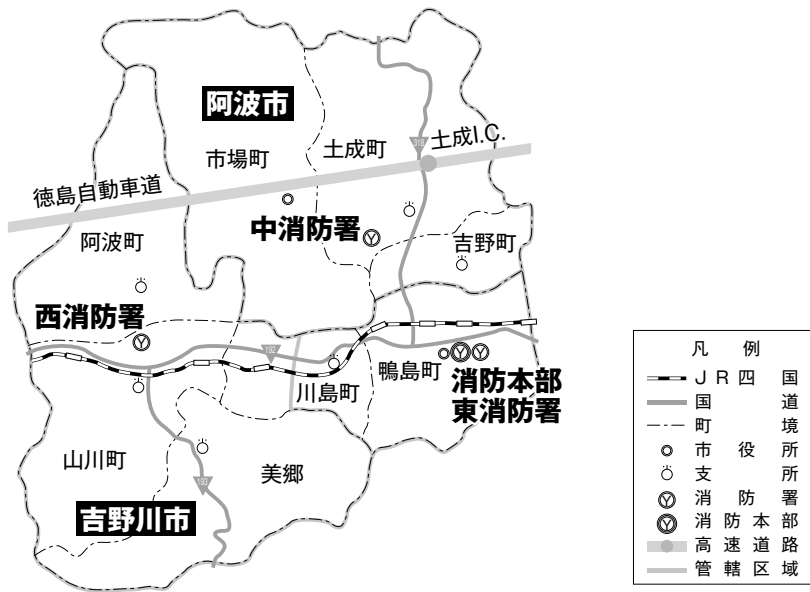 阿波市
土成町
土成I.C.
318
市場町
徳島自動車道
中消防署
吉野町
阿波町
西消防署
192
鴨島町
消防本部
東消防署
川島町
山川町
美郷
193
吉野川市
凡例
JR四国
国道
町境
市役所
支所
消防署
消防本部
高速道路
管轄区域